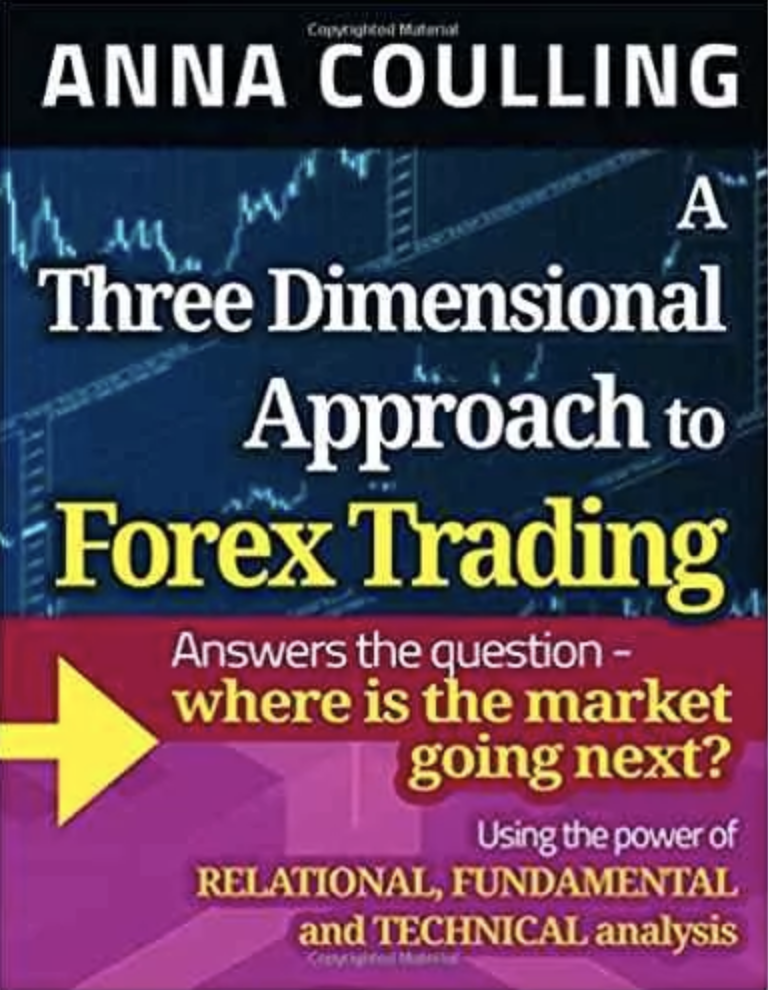 Copyrighted Material
ANNA COULLING
A
Three Dimensional
Approach to
Forex Trading
Answers the question -
where is the market
going next?
Using the power of
RELATIONAL, FUNDAMENTAL
and TECHNICAL analysis
Copyrighted Material